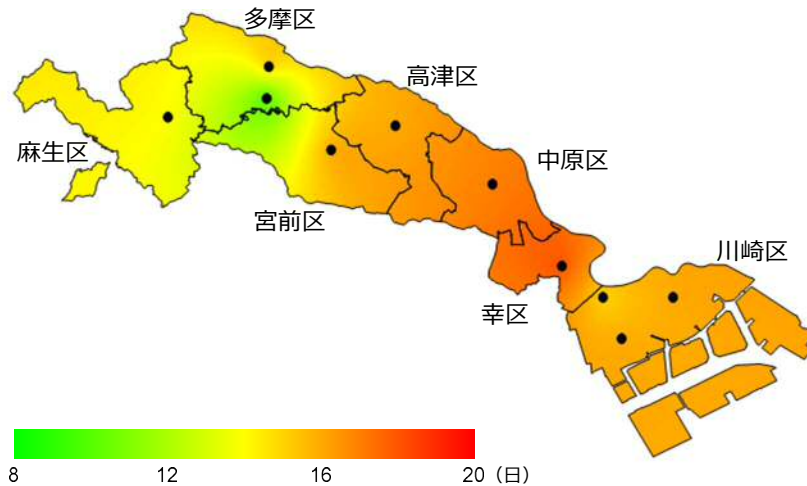 多摩区
高津区
麻生区
中原区
宮前区
川崎区
幸区
8 12 16 20（日）